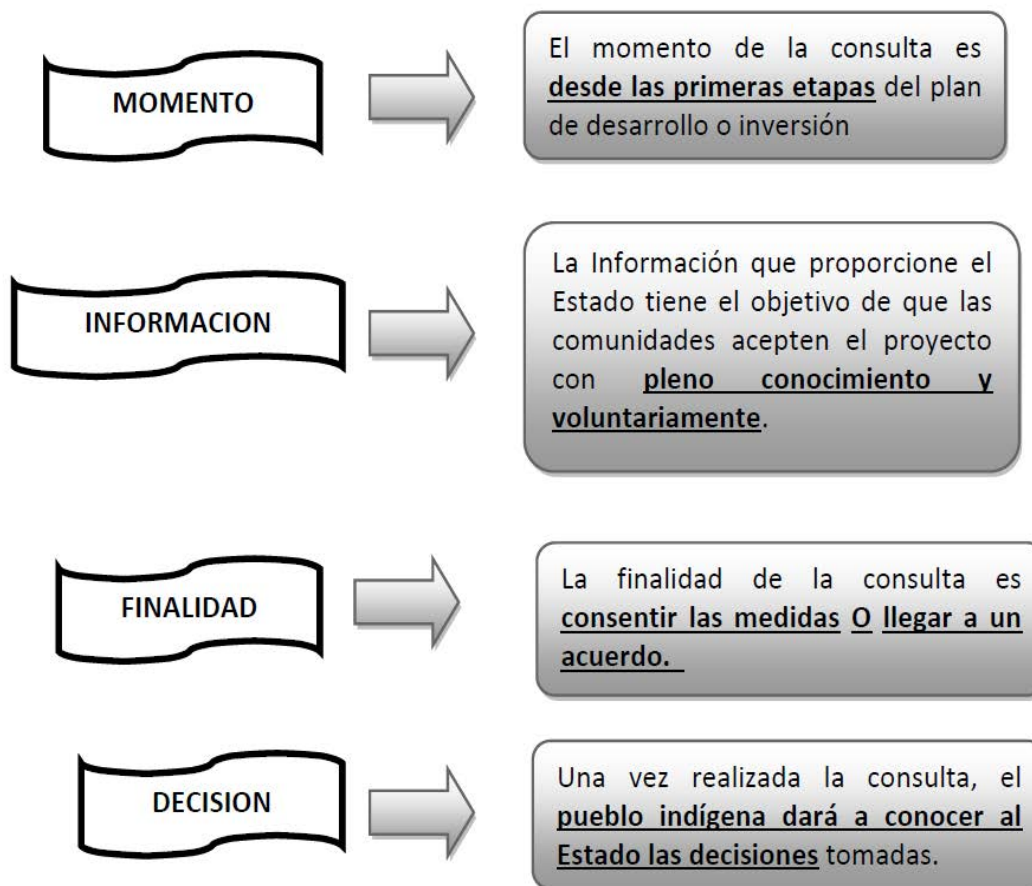 MOMENTO
El momento de la consulta es
desde las primeras etapas del plan
de desarrollo o inversión
INFORMACION
La Información que proporcione el
Estado tiene el objetivo de que las
comunidades acepten el proyecto
con pleno conocimiento y
voluntariamente.
FINALIDAD
La finalidad de la consulta es
consentir las medidas O llegar a un
acuerdo.
DECISION
Una vez realizada la consulta, el
pueblo indígena dará a conocer al
Estado las decisiones tomadas.